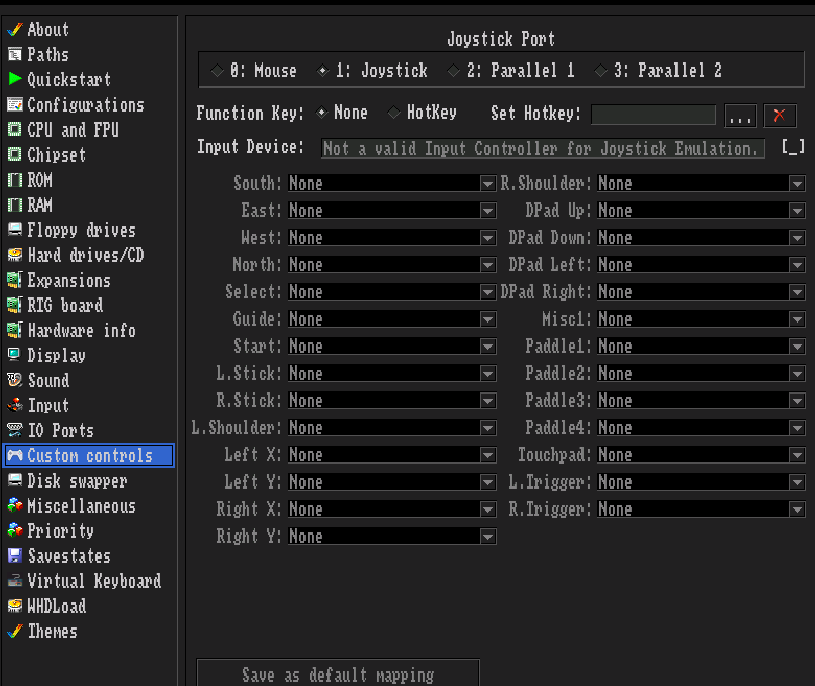 About
Paths
Quickstart
Configurations
CPU and FPU
Chipset
ROM
RAM
Floppy drives
Hard drives/CD
Expansions
RTG board
Hardware info
Display
Sound
Input
IO Ports
Custom controls
Disk swapper
Miscellaneous
Priority
Savestates
Virtual Keyboard
WHDLoad
Themes
Joystick Port
0: Mouse 1: Joystick 2: Parallel 1 3: Parallel 2
Function Key: None HotKey Set Hotkey: ... X
Input Device: Not a valid Input Controller for Joystick Emulation. [_]
South: None R.Shoulder: None
East: None DPad Up: None
West: None DPad Down: None
North: None DPad Left: None
Select: None DPad Right: None
Guide: None Misc1: None
Start: None Paddle1: None
L.Stick: None Paddle2: None
R.Stick: None Paddle3: None
L.Shoulder: None Paddle4: None
Left X: None Touchpad: None
Left Y: None L.Trigger: None
Right X: None R.Trigger: None
Right Y: None
Save as default mapping